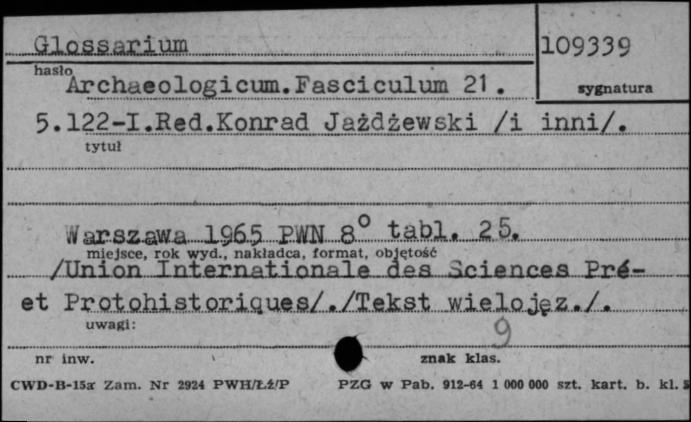 Glossarium
109339
hasło
Archaeologicum.Fasciculum 21.
sygnatura
5.122-I.Red.Konrad Jażdżewski /i inni/.
tytuł
Warszawa 1965 PWN 8° tabl. 25.
miejsce, rok wyd., nakładca, format, objętość
/Union Internationale des Sciences Pré-
et Protohistoriques/./Tekst wielojęz./.
uwagi:
9
nr inw.
znak klas.
CWD-B-15a Zam. Nr 2924 PWH/Łź/P
PZG w Pab. 912-64 1 000 000 szt. kart. b. kl. 5